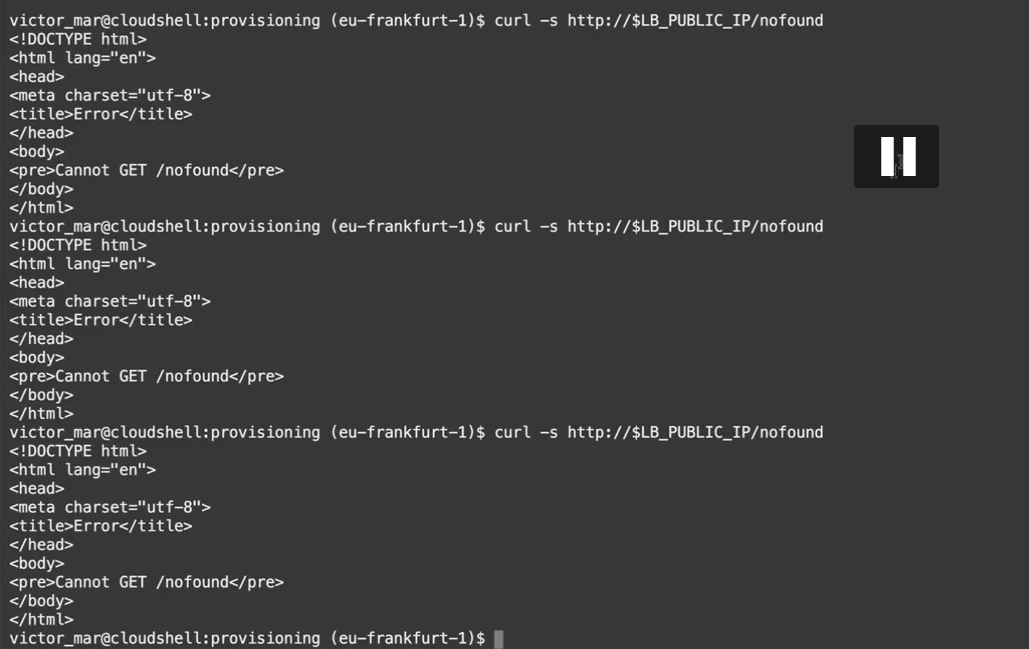 victor_mar@cloudshell:provisioning (eu-frankfurt-1)$ curl -s http://$LB_PUBLIC_IP/nofound
<!DOCTYPE html>
<html lang="en">
<head>
<meta charset="utf-8">
<title>Error</title>
</head>
<body>
<pre>Cannot GET /nofound</pre>
</body>
</html>
victor_mar@cloudshell:provisioning (eu-frankfurt-1)$ curl -s http://$LB_PUBLIC_IP/nofound
<!DOCTYPE html>
<html lang="en">
<head>
<meta charset="utf-8">
<title>Error</title>
</head>
<body>
<pre>Cannot GET /nofound</pre>
</body>
</html>
victor_mar@cloudshell:provisioning (eu-frankfurt-1)$ curl -s http://$LB_PUBLIC_IP/nofound
<!DOCTYPE html>
<html lang="en">
<head>
<meta charset="utf-8">
<title>Error</title>
</head>
<body>
<pre>Cannot GET /nofound</pre>
</body>
</html>
victor_mar@cloudshell:provisioning (eu-frankfurt-1)$